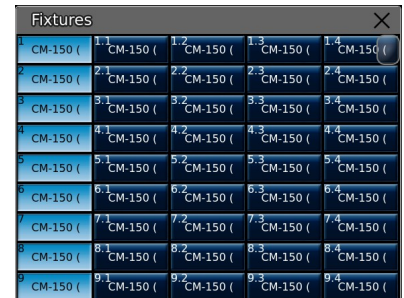 Fixtures
1 CM-150 ( 1.1 CM-150 ( 1.2 CM-150 ( 1.3 CM-150 ( 1.4 CM-150 (
2 CM-150 ( 2.1 CM-150 ( 2.2 CM-150 ( 2.3 CM-150 ( 2.4 CM-150 (
3 CM-150 ( 3.1 CM-150 ( 3.2 CM-150 ( 3.3 CM-150 ( 3.4 CM-150 (
4 CM-150 ( 4.1 CM-150 ( 4.2 CM-150 ( 4.3 CM-150 ( 4.4 CM-150 (
5 CM-150 ( 5.1 CM-150 ( 5.2 CM-150 ( 5.3 CM-150 ( 5.4 CM-150 (
6 CM-150 ( 6.1 CM-150 ( 6.2 CM-150 ( 6.3 CM-150 ( 6.4 CM-150 (
7 CM-150 ( 7.1 CM-150 ( 7.2 CM-150 ( 7.3 CM-150 ( 7.4 CM-150 (
8 CM-150 ( 8.1 CM-150 ( 8.2 CM-150 ( 8.3 CM-150 ( 8.4 CM-150 (
9 CM-150 ( 9.1 CM-150 ( 9.2 CM-150 ( 9.3 CM-150 ( 9.4 CM-150 (